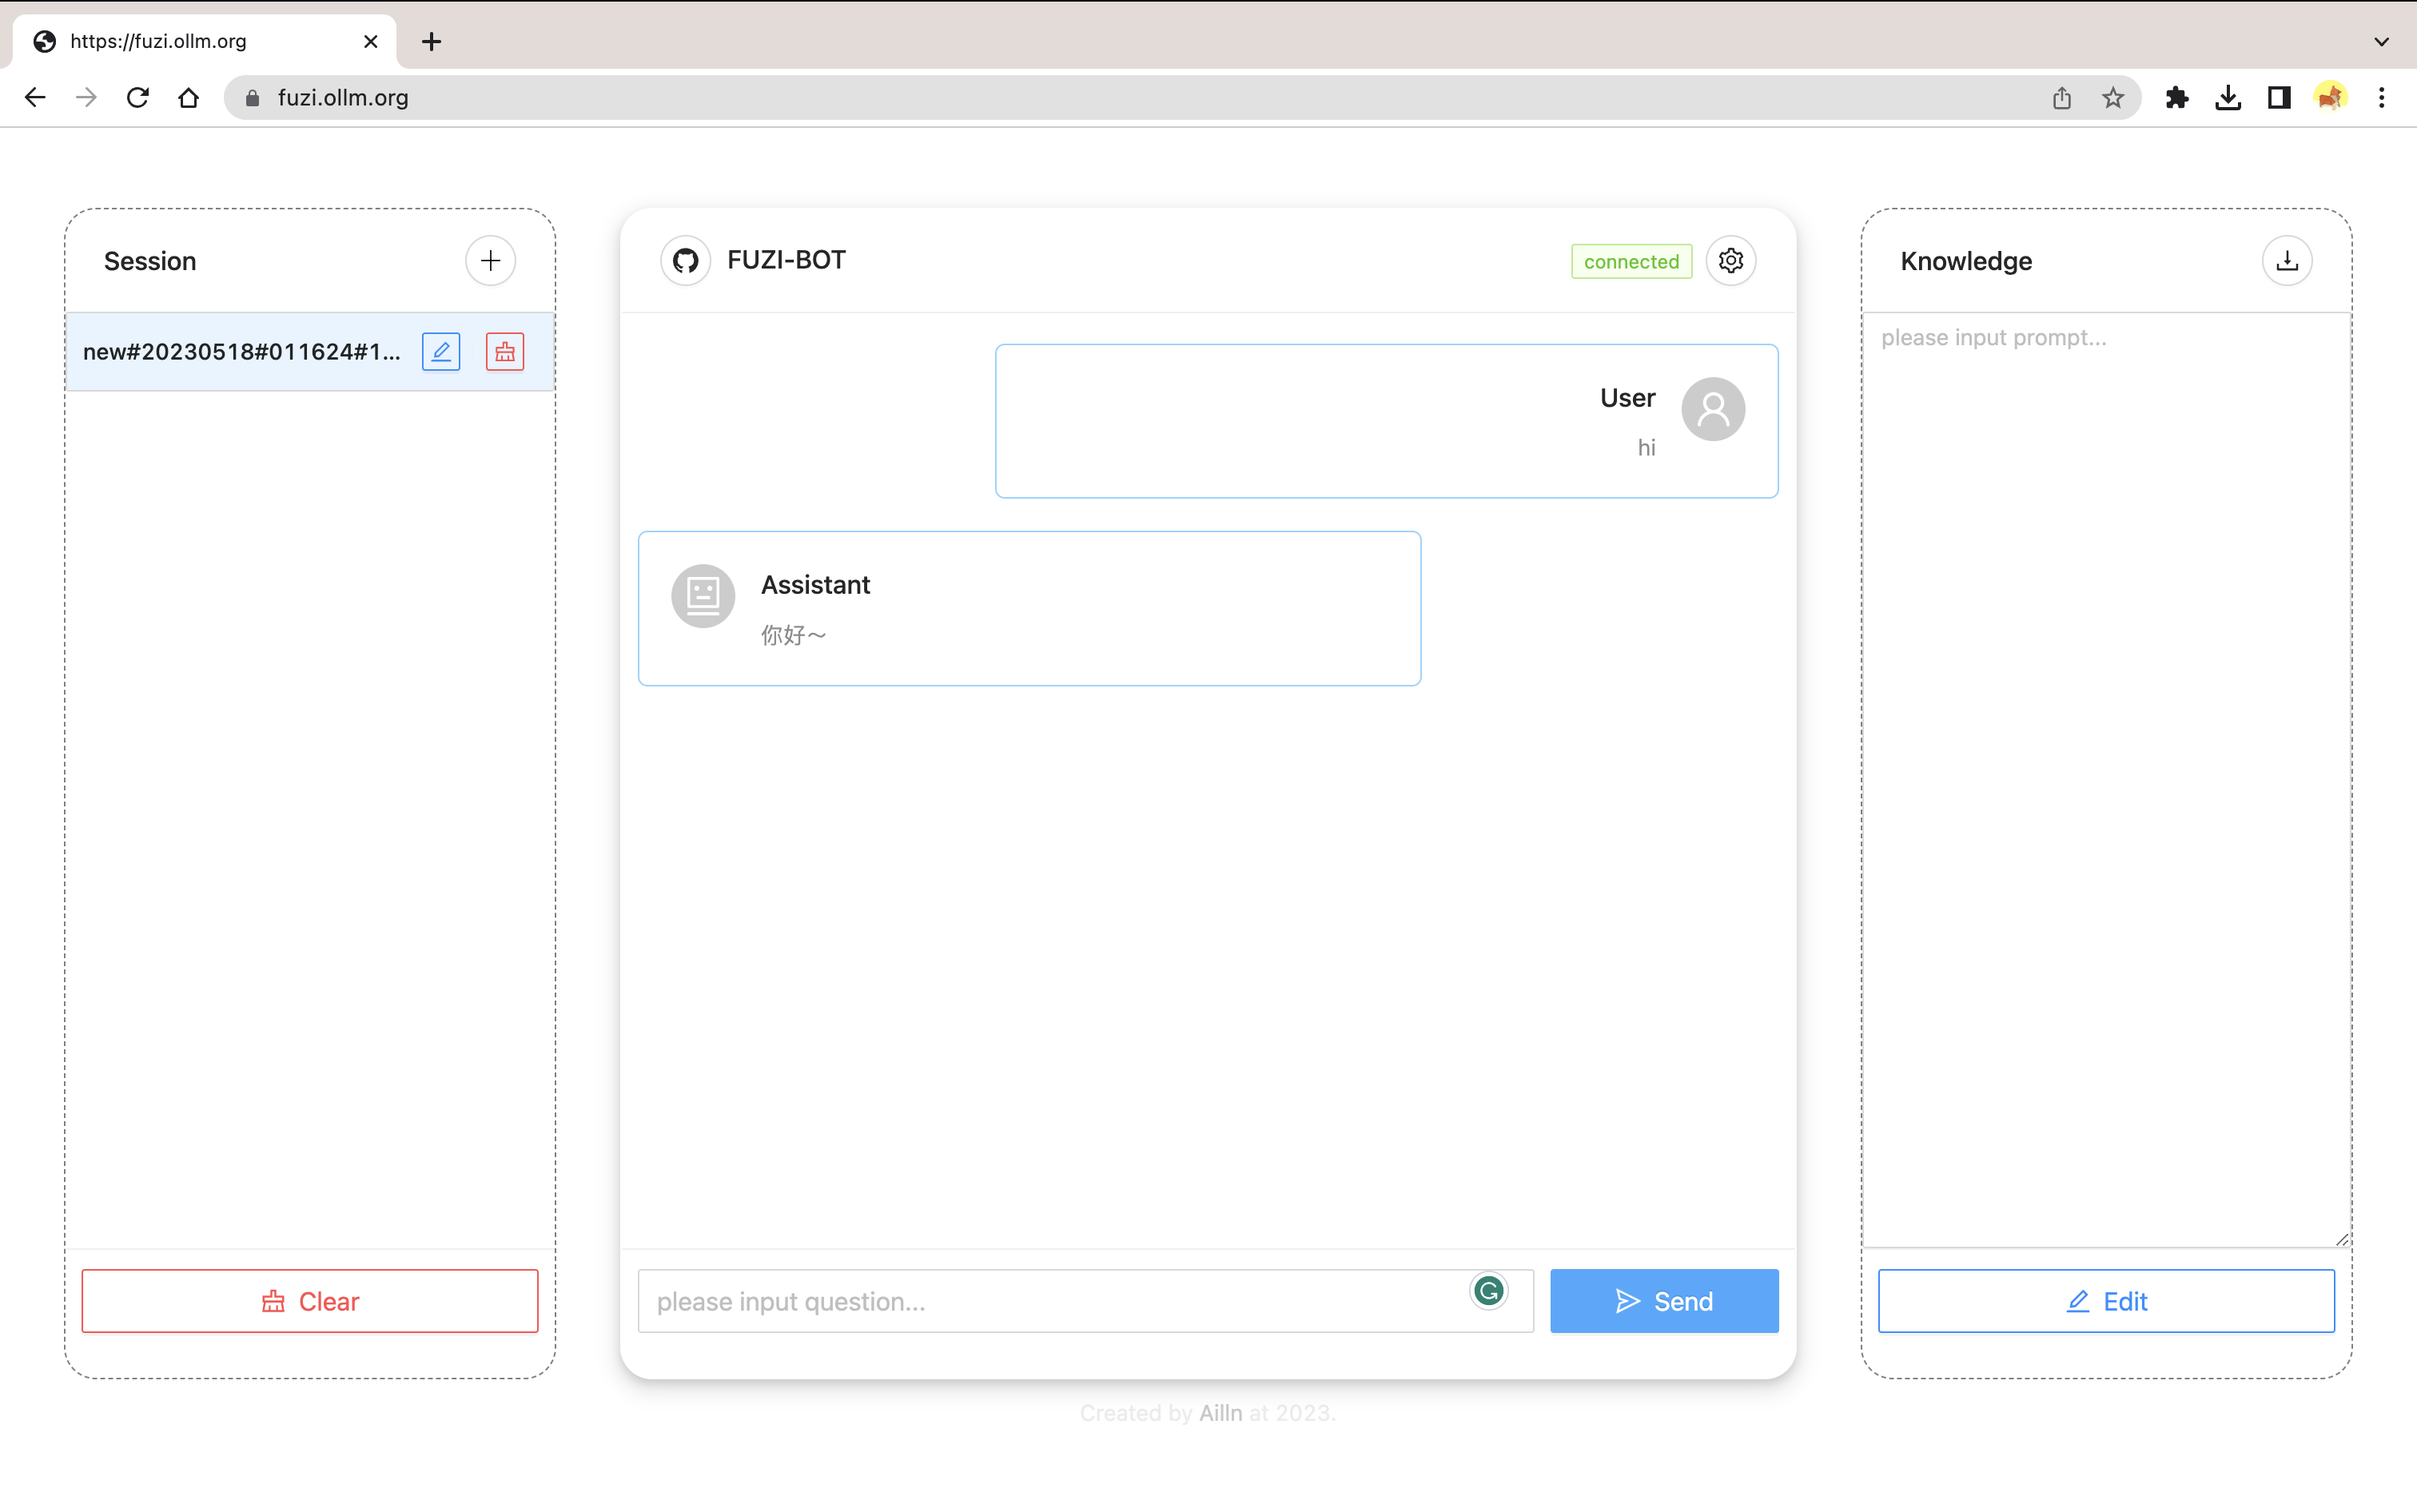 https://fuzi.ollm.org
fuzi.ollm.org
Session
new#20230518#011624#1...
Clear
FUZI-BOT
connected
User
hi
Assistant
你好～
please input question...
Send
Knowledge
please input prompt...
Edit
Created by Ailln at 2023.